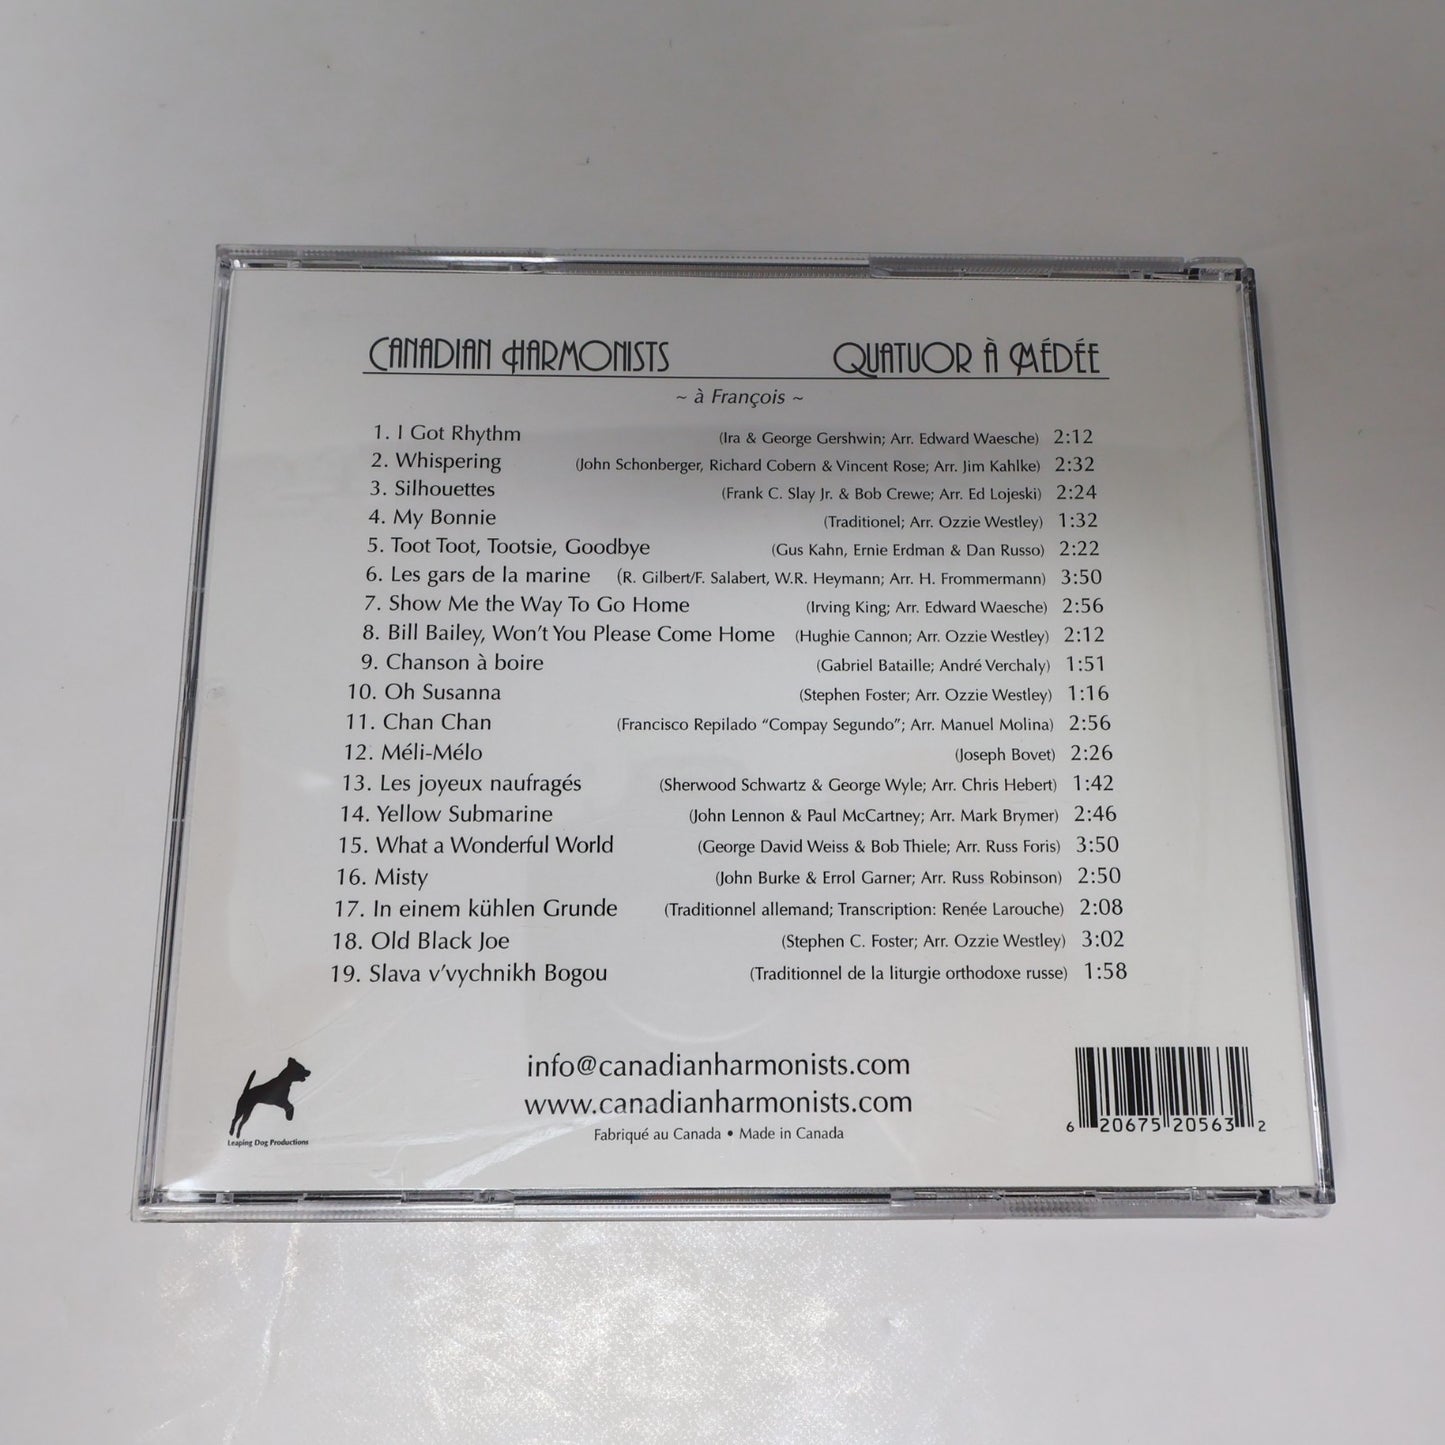 CANADIAN HARMONISTS QUATUOR À MÉDÉE
~ à François ~
1. I Got Rhythm (Ira & George Gershwin; Arr. Edward Waesche) 2:12
2. Whispering (John Schonberger, Richard Cobern & Vincent Rose; Arr. Jim Kahlke) 2:32
3. Silhouettes (Frank C. Slay Jr. & Bob Crewe; Arr. Ed Lojeski) 2:24
4. My Bonnie (Traditionel; Arr. Ozzie Westley) 1:32
5. Toot Toot, Tootsie, Goodbye (Gus Kahn, Ernie Erdman & Dan Russo) 2:22
6. Les gars de la marine (R. Gilbert/F. Salabert, W.R. Heymann; Arr. H. Frommermann) 3:50
7. Show Me the Way To Go Home (Irving King; Arr. Edward Waesche) 2:56
8. Bill Bailey, Won't You Please Come Home (Hughie Cannon; Arr. Ozzie Westley) 2:12
9. Chanson à boire (Gabriel Bataille; André Verchaly) 1:51
10. Oh Susanna (Stephen Foster; Arr. Ozzie Westley) 1:16
11. Chan Chan (Francisco Repilado "Compay Segundo"; Arr. Manuel Molina) 2:56
12. Méli-Mélo (Joseph Bovet) 2:26
13. Les joyeux naufragés (Sherwood Schwartz & George Wyle; Arr. Chris Hebert) 1:42
14. Yellow Submarine (John Lennon & Paul McCartney; Arr. Mark Brymer) 2:46
15. What a Wonderful World (George David Weiss & Bob Thiele; Arr. Russ Foris) 3:50
16. Misty (John Burke & Errol Garner; Arr. Russ Robinson) 2:50
17. In einem kühlen Grunde (Traditionnel allemand; Transcription: Renée Larouche) 2:08
18. Old Black Joe (Stephen C. Foster; Arr. Ozzie Westley) 3:02
19. Slava v'vychnikh Bogou (Traditionnel de la liturgie orthodoxe russe) 1:58
info@canadianharmonists.com
www.canadianharmonists.com
Fabriqué au Canada • Made in Canada
Leaping Dog Productions
6 20675 20563 2